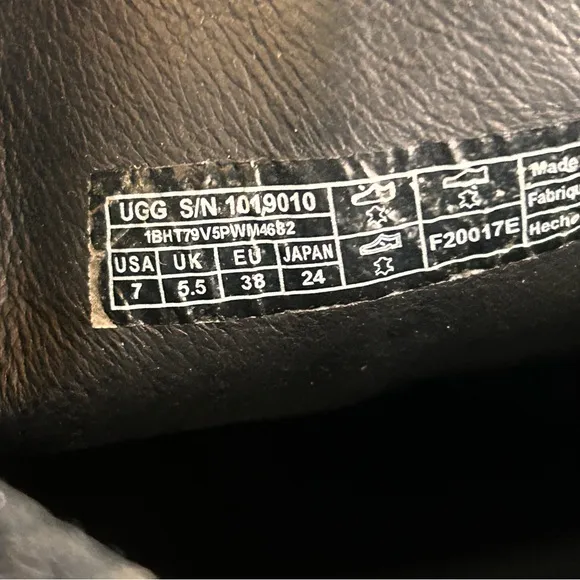 UGG S/N 1019010
1BHT79V5PWM4682
USA UK EU JAPAN
7 5.5 38 24
F20017E
Made
Fabriqu
Hecho